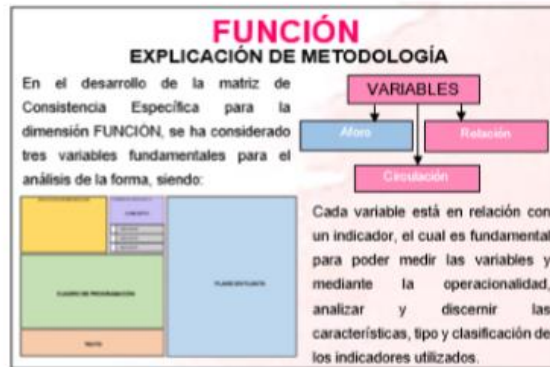 FUNCIÓN
EXPLICACIÓN DE METODOLOGÍA
En el desarrollo de la matriz de
Consistencia Específica para la
dimensión FUNCIÓN, se ha considerado
tres variables fundamentales para el
análisis de la forma, siendo:
VARIABLES
Aforo
Relación
Circulación
CONCEPTO
CUADRO DE PROGRAMACIÓN
PLANO EN PLANTA
TEXTO
Cada variable está en relación con
un indicador, el cual es fundamental
para poder medir las variables y
mediante la operacionalidad,
analizar y discernir las
características, tipo y clasificación de
los indicadores utilizados.